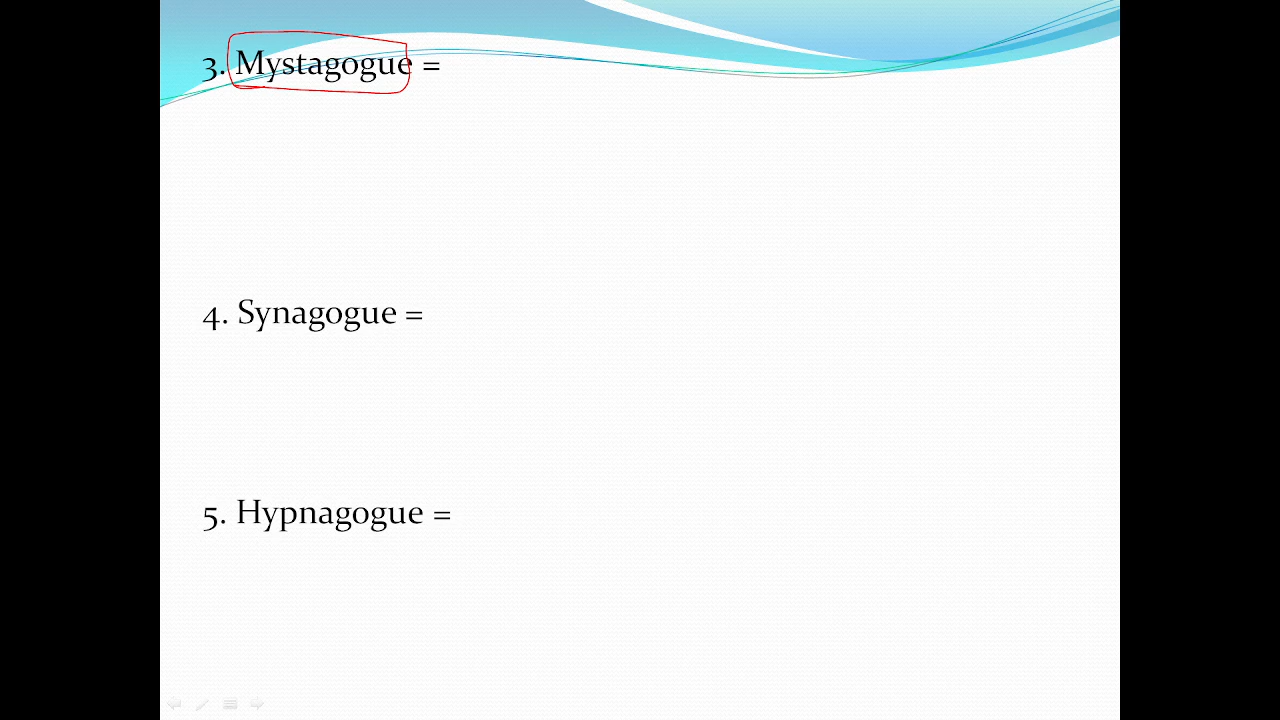 3. Mystagogue =
4. Synagogue =
5. Hypnagogue =